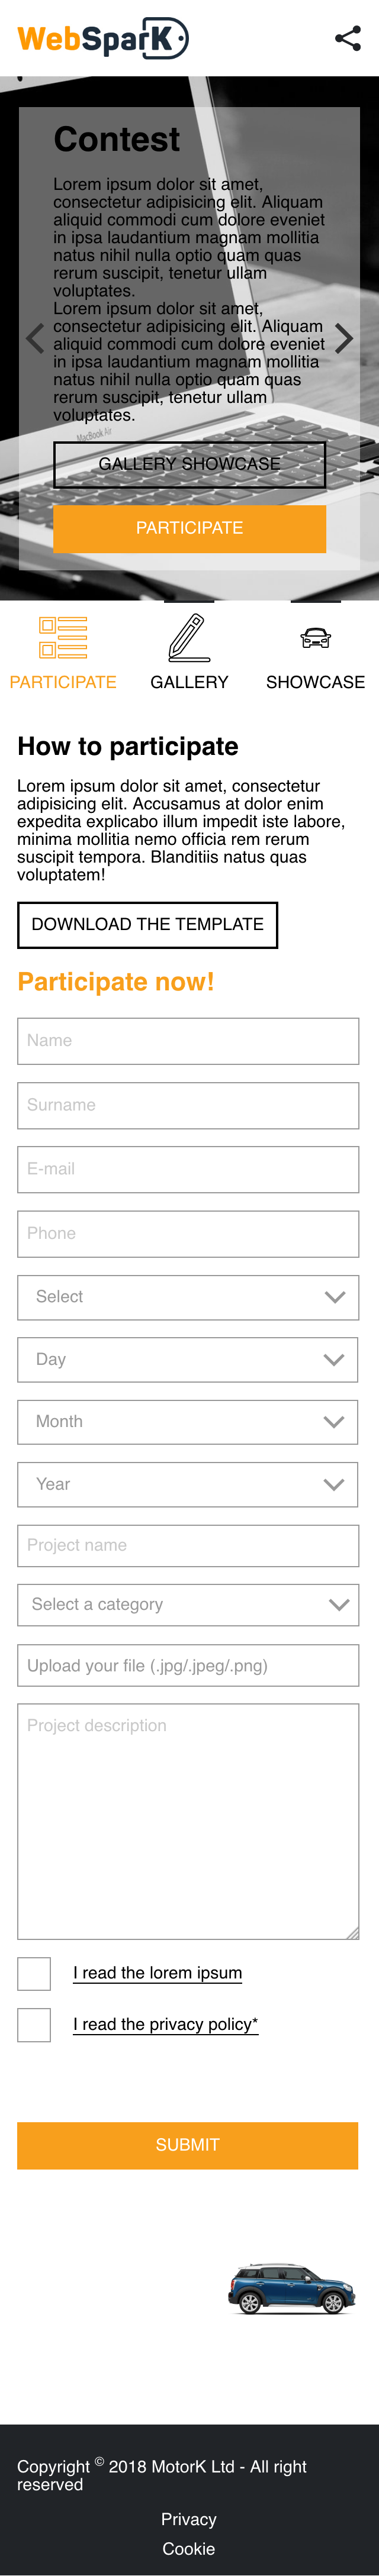 WebSparK
Contest
Lorem ipsum dolor sit amet,
consectetur adipisicing elit. Aliquam
aliquid commodi cum dolore eveniet
in ipsa laudantium magnam mollitia
natus nihil nulla optio quam quas
rerum suscipit, tenetur ullam
voluptates.
Lorem ipsum dolor sit amet,
consectetur adipisicing elit. Aliquam
aliquid commodi cum dolore eveniet
in ipsa laudantium magnam mollitia
natus nihil nulla optio quam quas
rerum suscipit, tenetur ullam
voluptates.
MacBook Air
GALLERY SHOWCASE
PARTICIPATE
PARTICIPATE GALLERY SHOWCASE
How to participate
Lorem ipsum dolor sit amet, consectetur
adipisicing elit. Accusamus at dolor enim
expedita explicabo illum impedit iste labore,
minima mollitia nemo officia rem rerum
suscipit tempora. Blanditiis natus quas
voluptatem!
DOWNLOAD THE TEMPLATE
Participate now!
Name
Surname
E-mail
Phone
Select
Day
Month
Year
Project name
Select a category
Upload your file (.jpg/.jpeg/.png)
Project description
I read the lorem ipsum
I read the privacy policy*
SUBMIT
Copyright © 2018 MotorK Ltd - All right
reserved
Privacy
Cookie